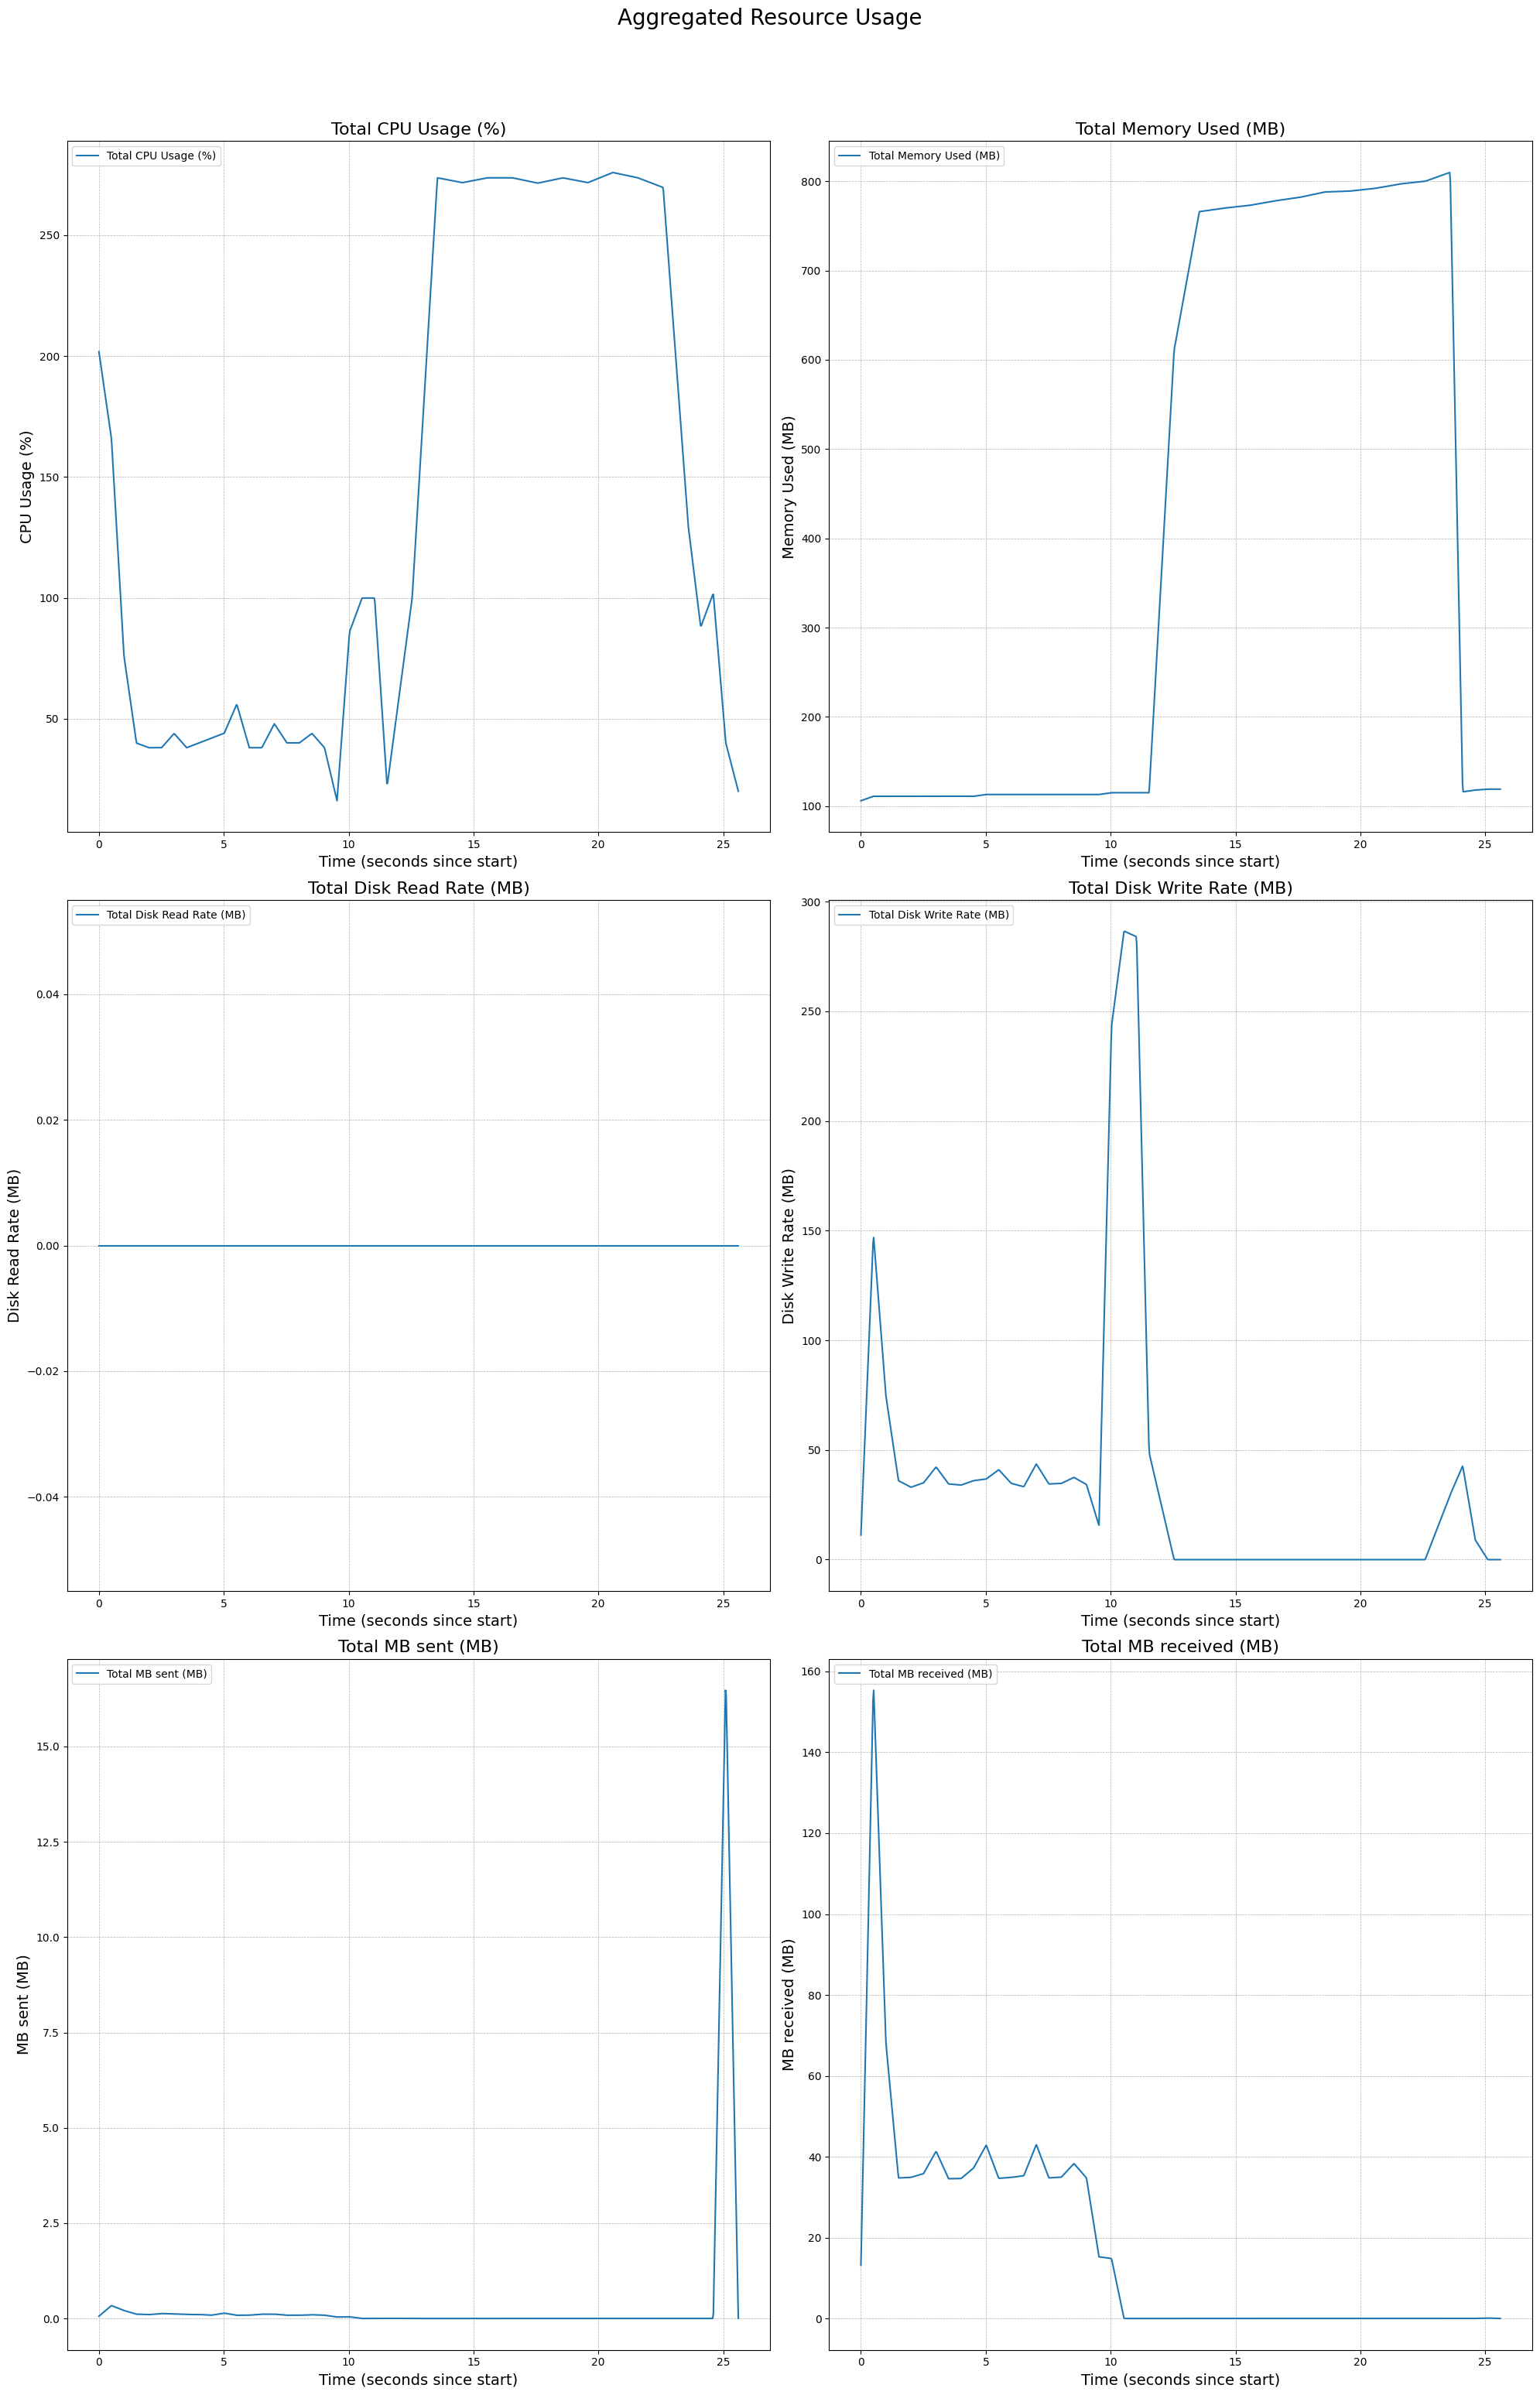 Aggregated Resource Usage
Total CPU Usage (%)
Total CPU Usage (%)
CPU Usage (%)
250
200
150
100
50
0 5 10 15 20 25
Time (seconds since start)
Total Memory Used (MB)
Total Memory Used (MB)
Memory Used (MB)
800
700
600
500
400
300
200
100
0 5 10 15 20 25
Time (seconds since start)
Total Disk Read Rate (MB)
Total Disk Read Rate (MB)
Disk Read Rate (MB)
0.04
0.02
0.00
−0.02
−0.04
0 5 10 15 20 25
Time (seconds since start)
Total Disk Write Rate (MB)
Total Disk Write Rate (MB)
Disk Write Rate (MB)
300
250
200
150
100
50
0
0 5 10 15 20 25
Time (seconds since start)
Total MB sent (MB)
Total MB sent (MB)
MB sent (MB)
15.0
12.5
10.0
7.5
5.0
2.5
0.0
0 5 10 15 20 25
Time (seconds since start)
Total MB received (MB)
Total MB received (MB)
MB received (MB)
160
140
120
100
80
60
40
20
0
0 5 10 15 20 25
Time (seconds since start)